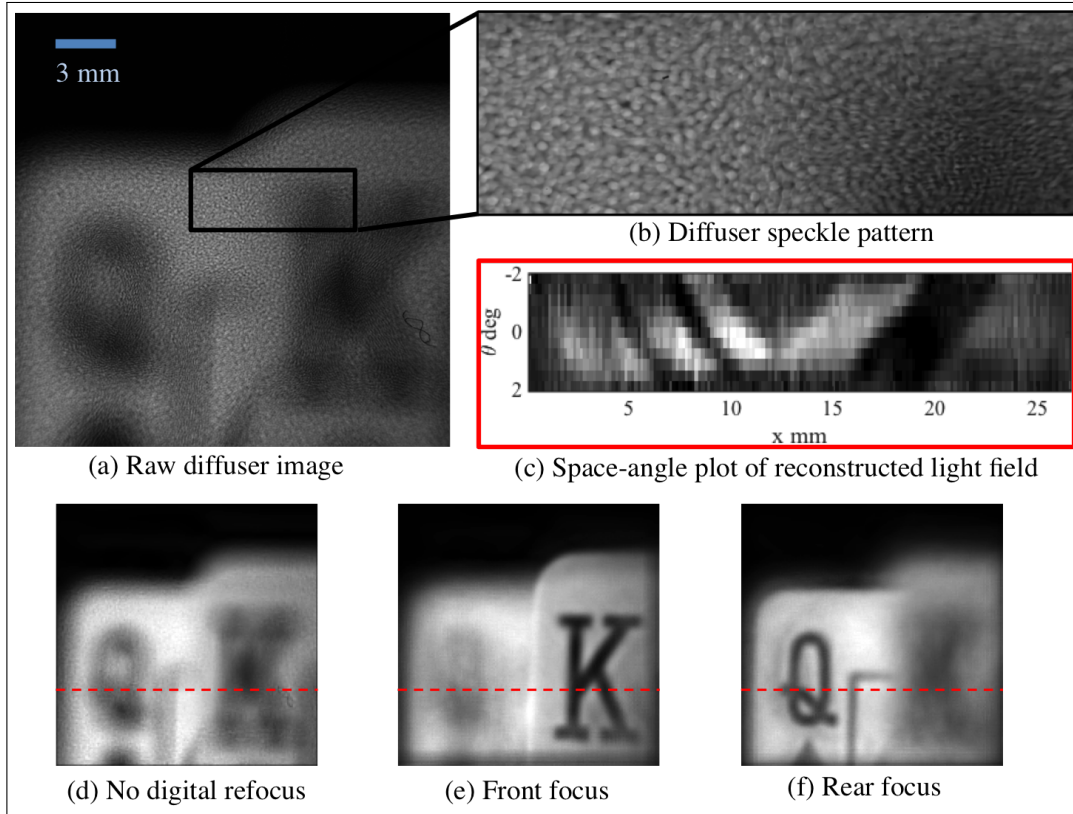 3 mm
(a) Raw diffuser image
(b) Diffuser speckle pattern
-2
0
2
θ deg
5 10 15 20 25
x mm
(c) Space-angle plot of reconstructed light field
Q K
(d) No digital refocus
K
(e) Front focus
Q
(f) Rear focus